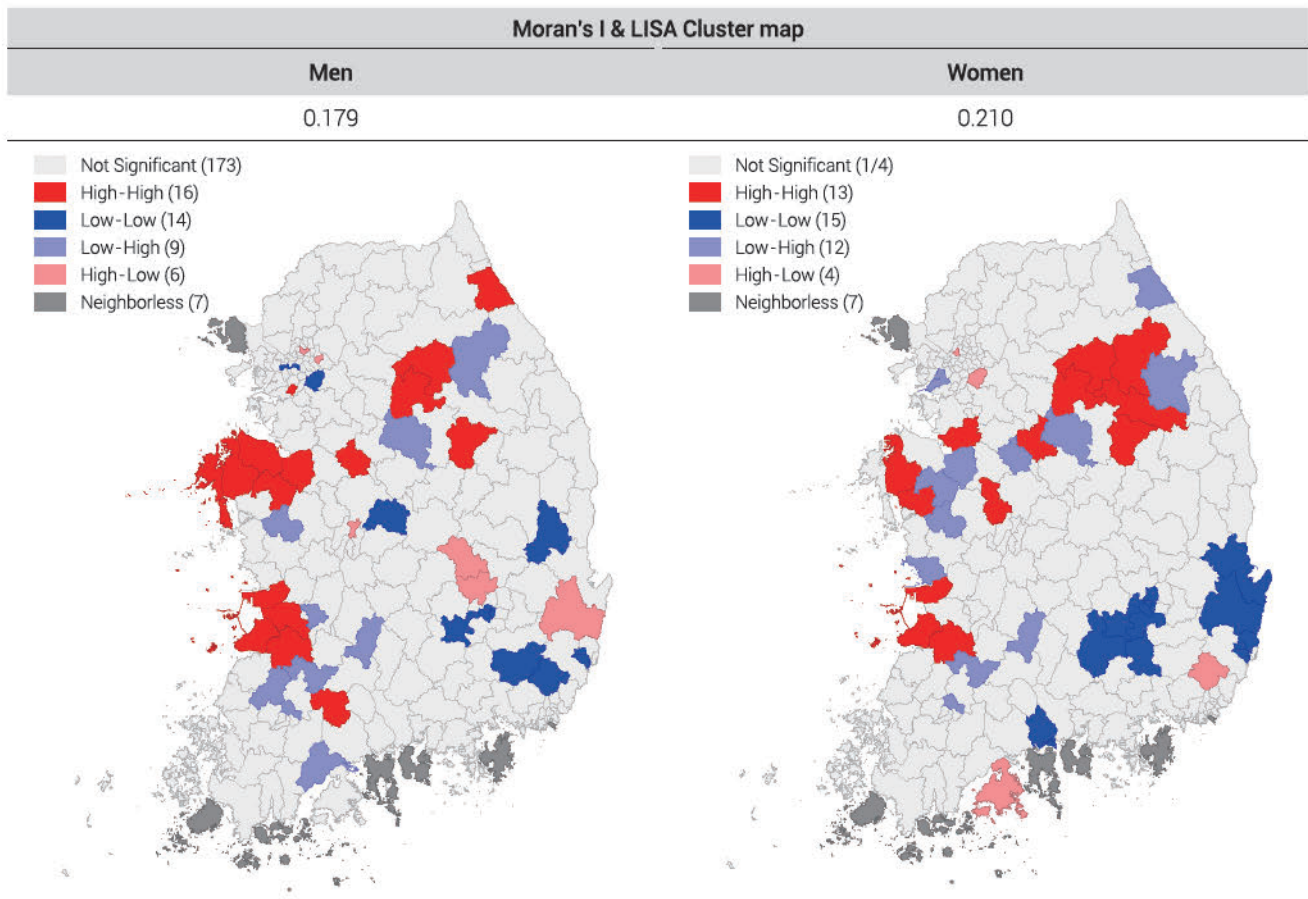 Moran's I & LISA Cluster map
Men
Women
0.179
0.210
Not Significant (173)
High-High (16)
Low-Low (14)
Low-High (9)
High-Low (6)
Neighborless (7)
Not Significant (1/4)
High-High (13)
Low-Low (15)
Low-High (12)
High-Low (4)
Neighborless (7)